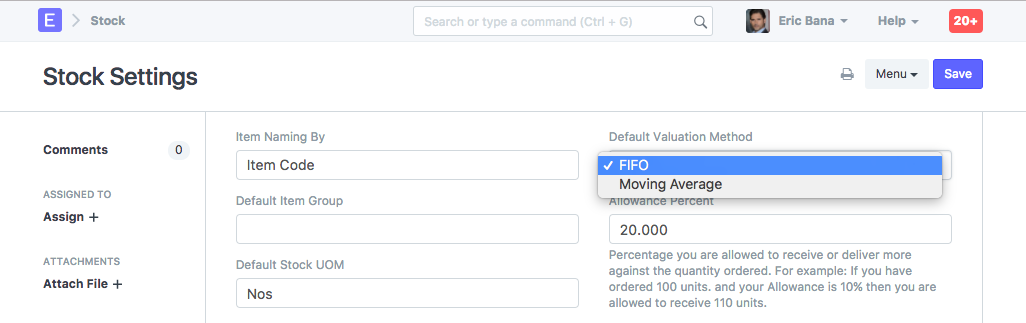 E
Stock
Search or type a command (Ctrl + G)
Eric Bana
Help
20+
Stock Settings
Menu
Save
Comments
0
ASSIGNED TO
Assign +
ATTACHMENTS
Attach File +
Item Naming By
Item Code
Default Item Group
Default Stock UOM
Nos
Default Valuation Method
✓ FIFO
Moving Average
Allowance Percent
20.000
Percentage you are allowed to receive or deliver more
against the quantity ordered. For example: If you have
ordered 100 units. and your Allowance is 10% then you are
allowed to receive 110 units.